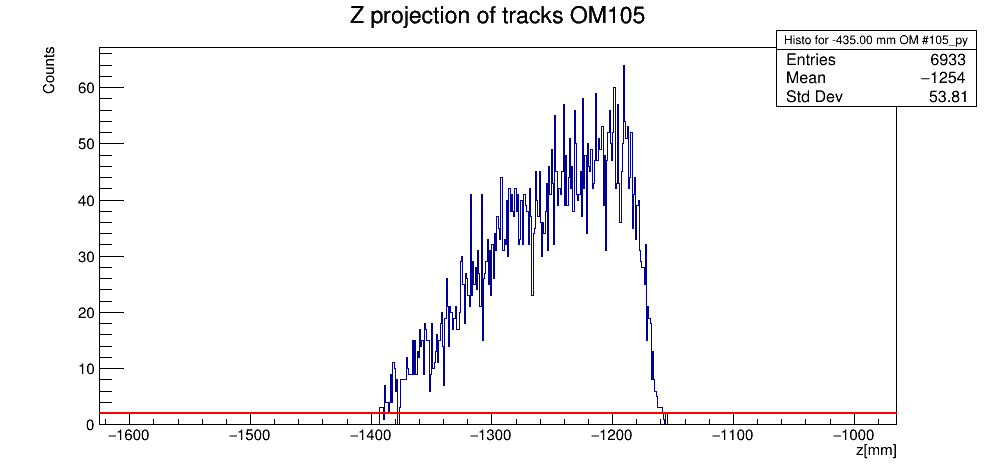 Z projection of tracks OM105
Histo for -435.00 mm OM #105_py
Entries 6933
Mean −1254
Std Dev 53.81
Counts
60
50
40
30
20
10
0
−1600 −1500 −1400 −1300 −1200 −1100 −1000
z[mm]